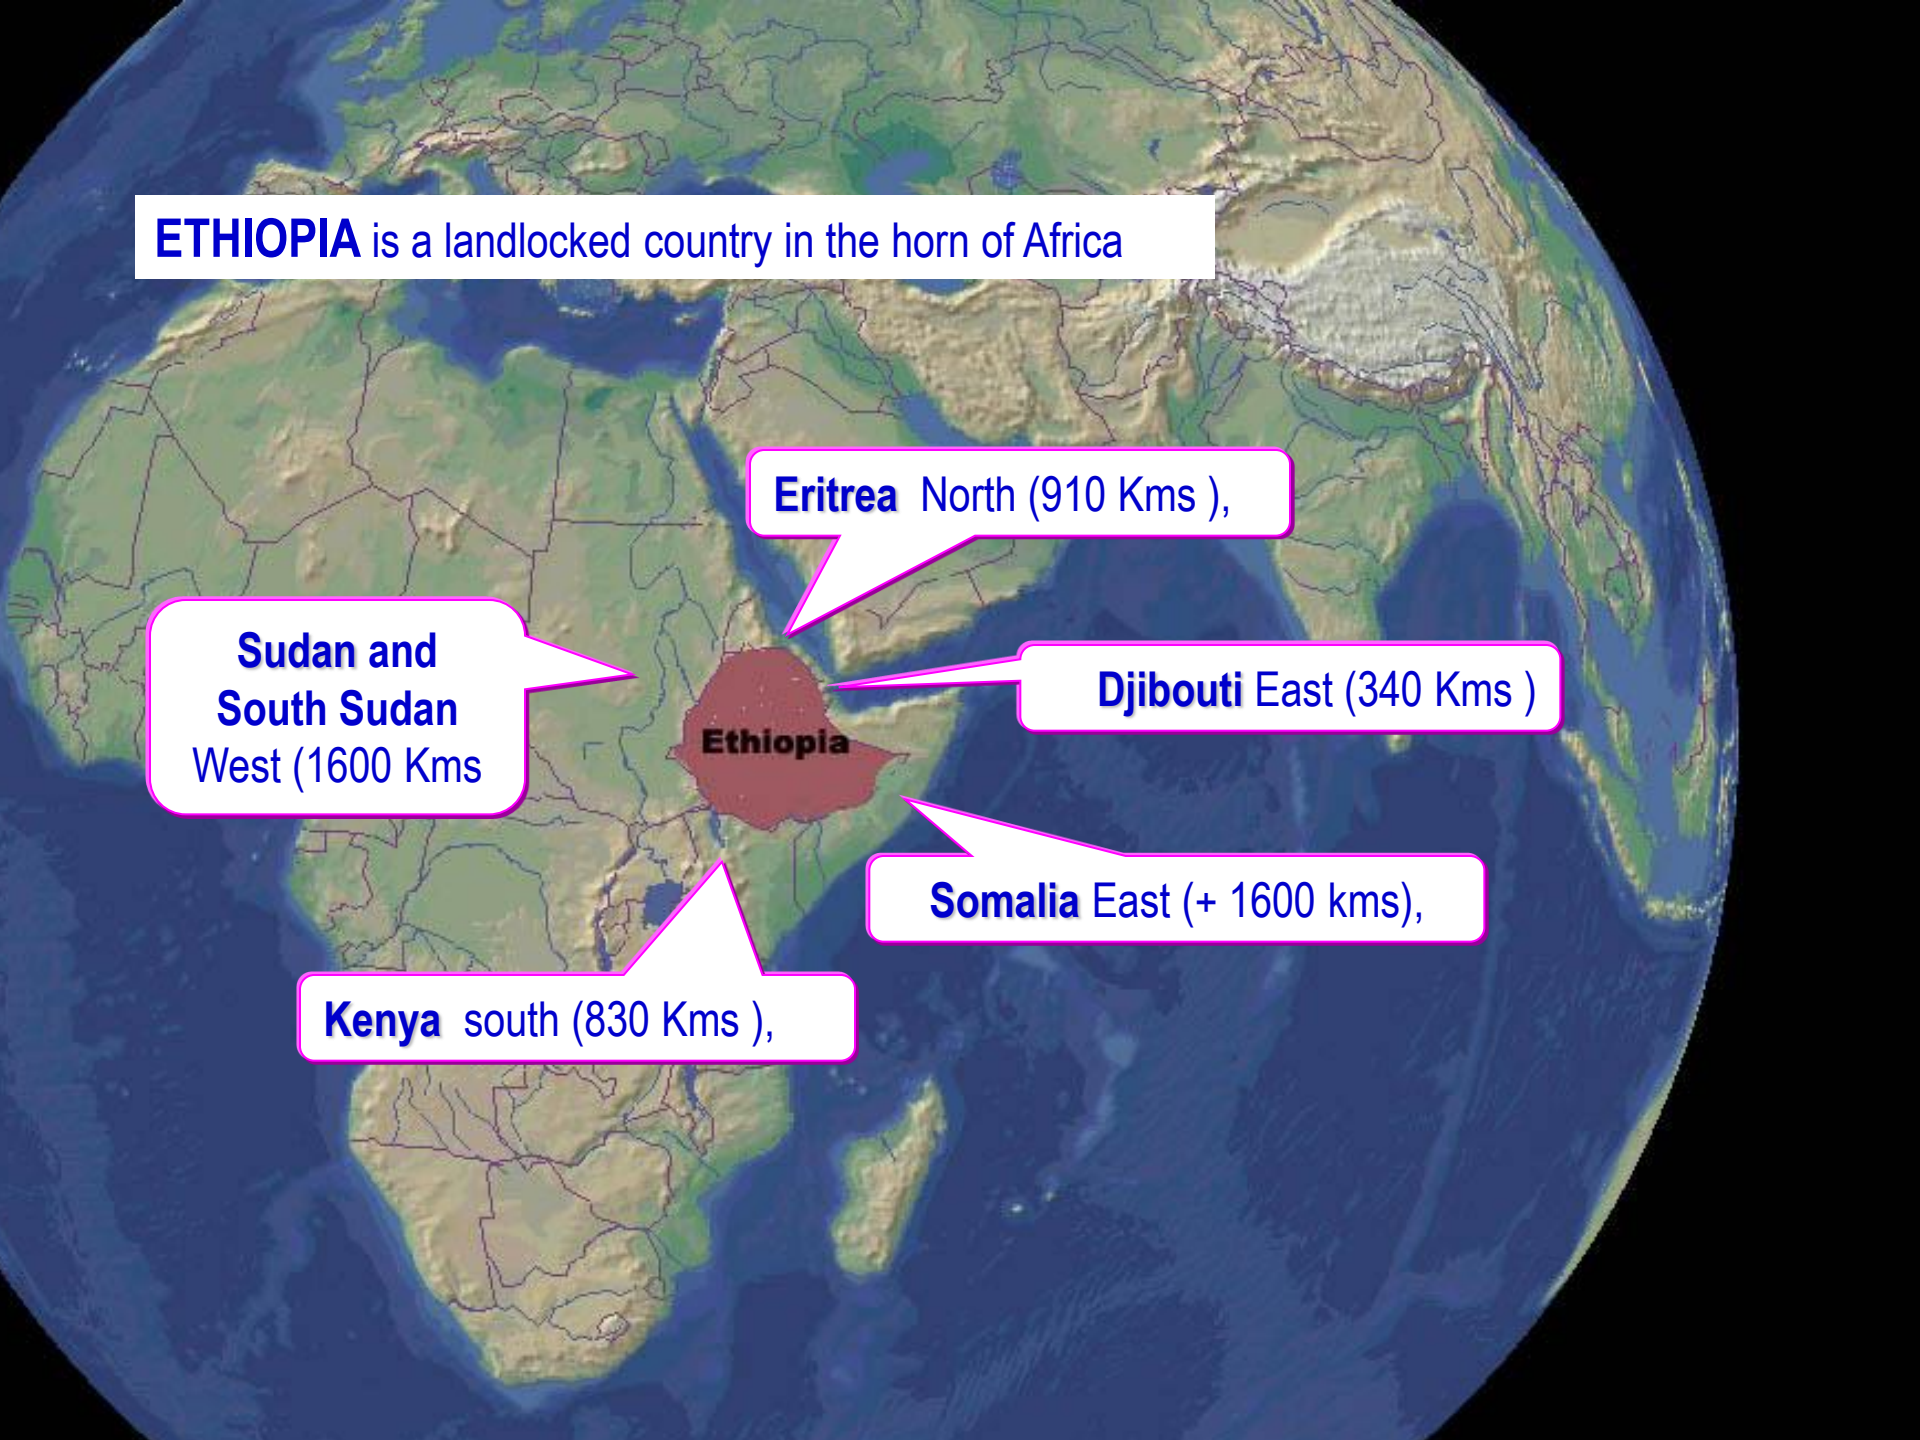 ETHIOPIA is a landlocked country in the horn of Africa
Eritrea North (910 Kms ),
Sudan and
South Sudan
West (1600 Kms
Djibouti East (340 Kms )
Ethiopia
Somalia East (+ 1600 kms),
Kenya south (830 Kms ),